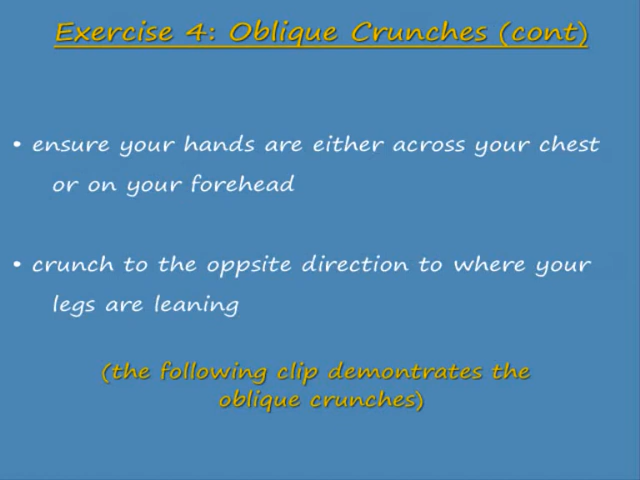 Exercise 4: Oblique Crunches (cont)
• ensure your hands are either across your chest
or on your forehead
• crunch to the oppsite direction to where your
legs are leaning
(the following clip demontrates the
oblique crunches)